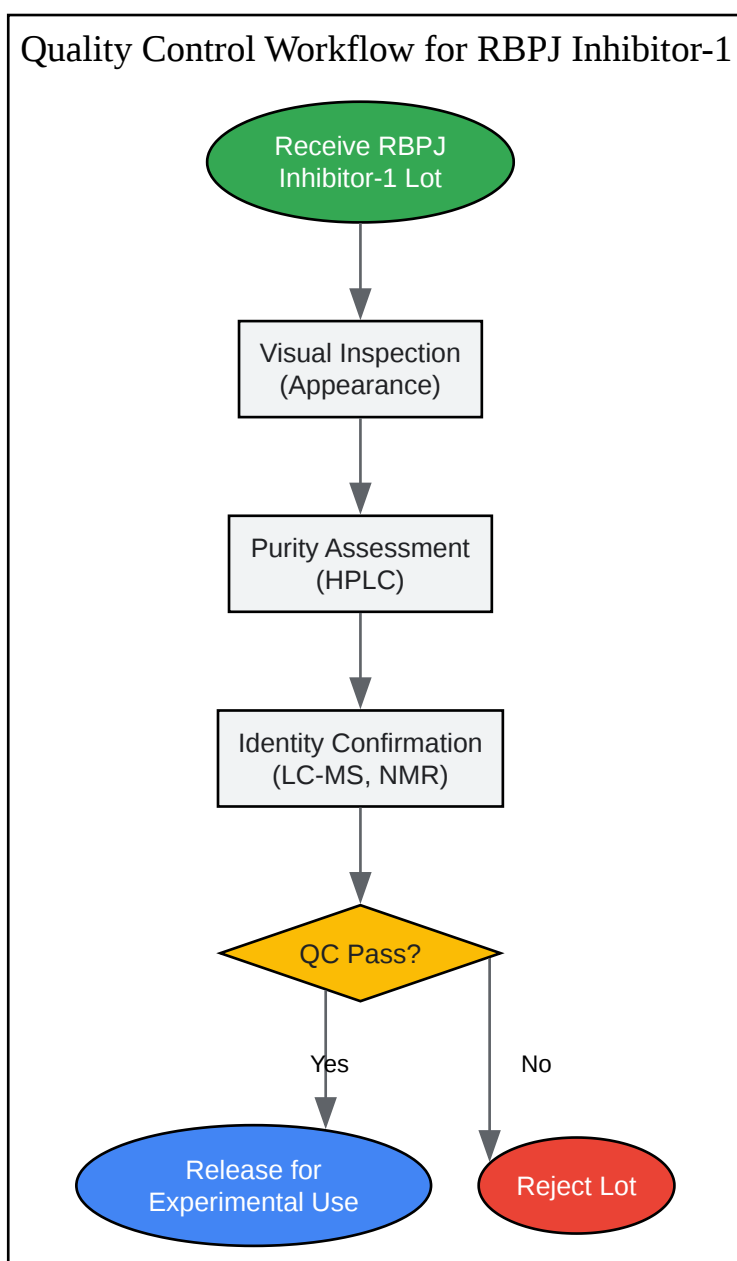 Quality Control Workflow for RBPJ Inhibitor-1
Receive RBPJ
Inhibitor-1 Lot
Visual Inspection
(Appearance)
Purity Assessment
(HPLC)
Identity Confirmation
(LC-MS, NMR)
QC Pass?
Yes
No
Release for
Experimental Use
Reject Lot